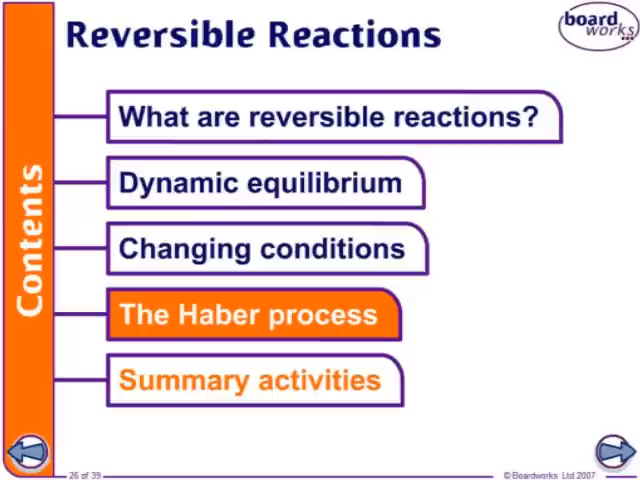 Reversible Reactions
board
works
Contents
What are reversible reactions?
Dynamic equilibrium
Changing conditions
The Haber process
Summary activities
26 of 39
© Boardworks Ltd 2007